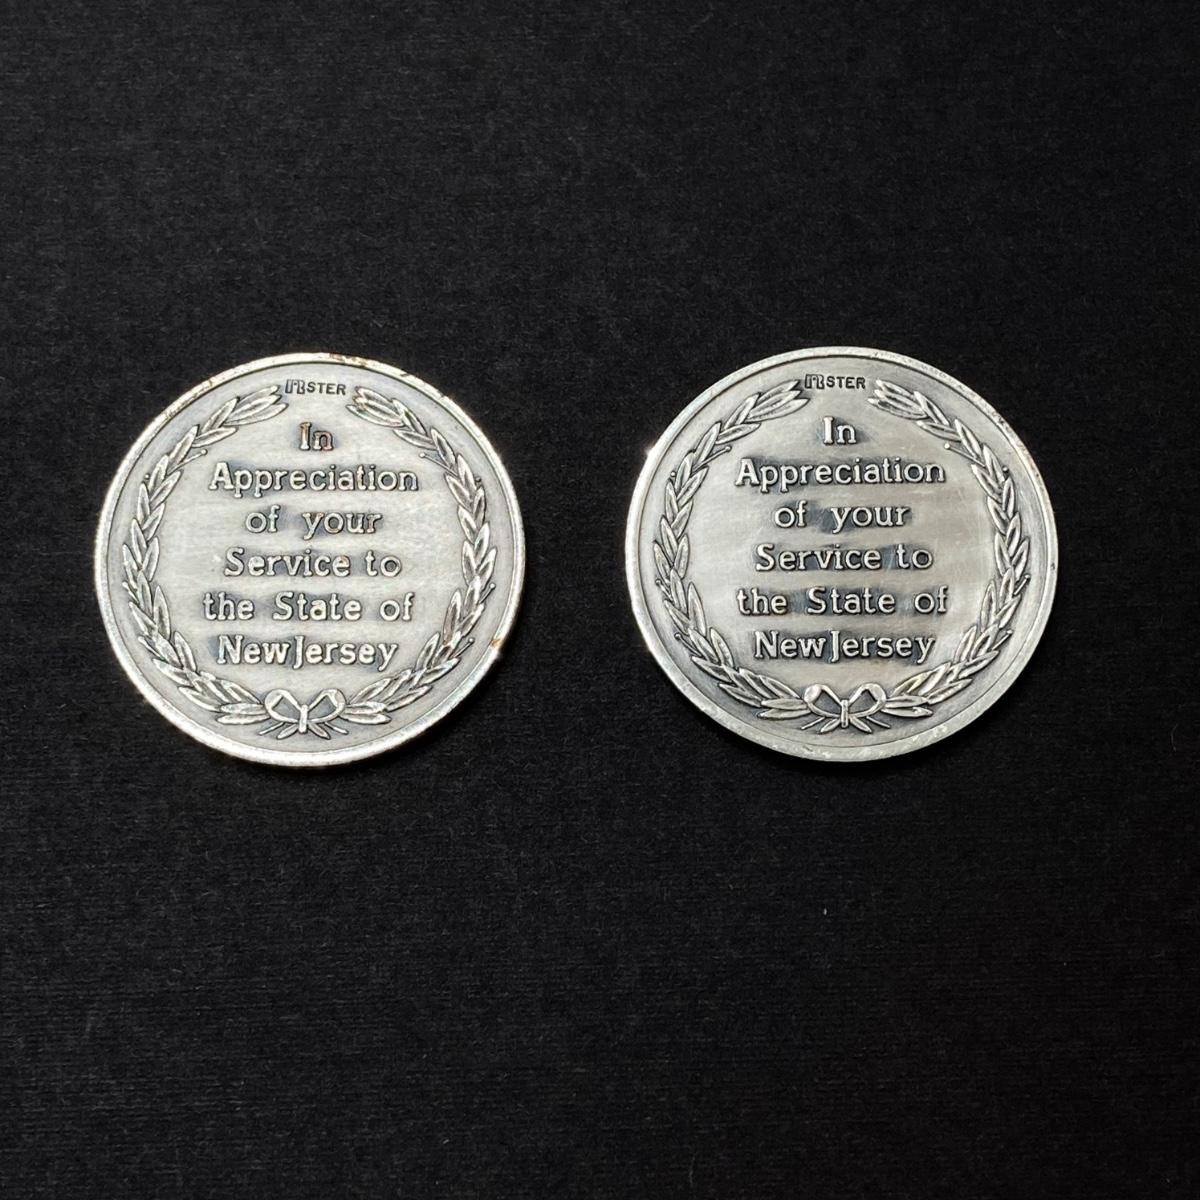 STER
In
Appreciation
of your
Service to
the State of
New Jersey
STER
In
Appreciation
of your
Service to
the State of
New Jersey